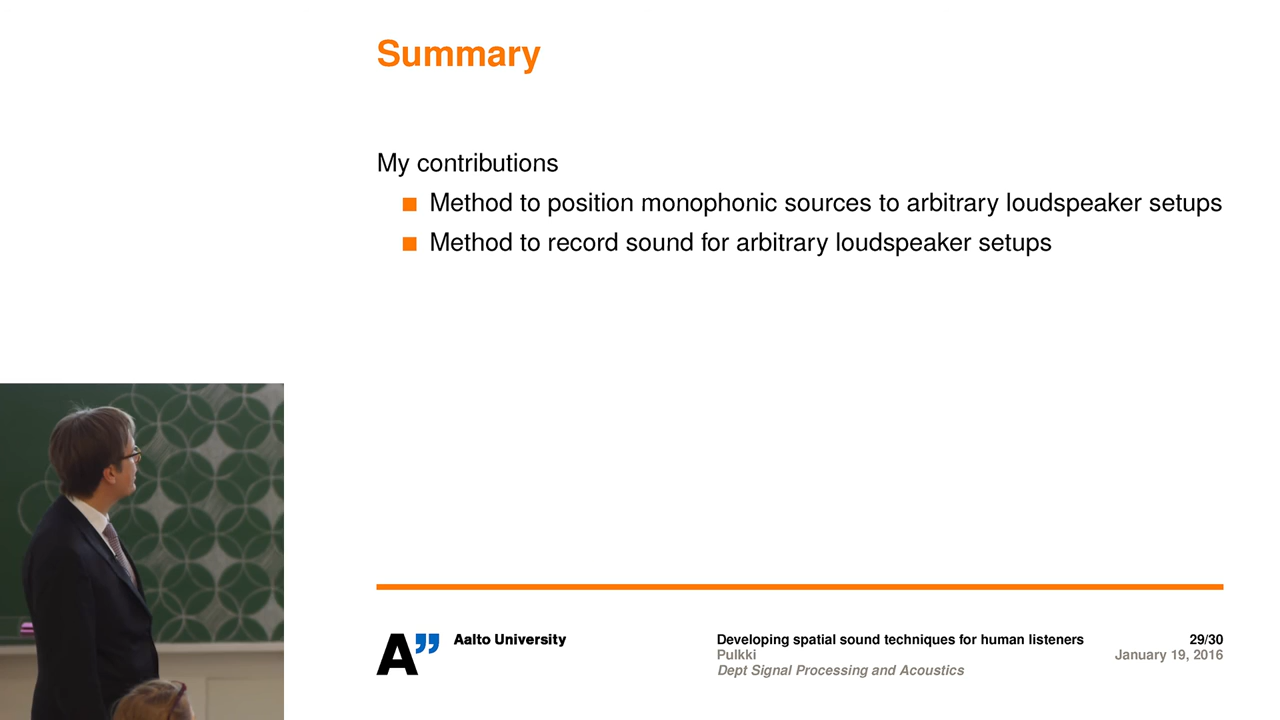 Summary
My contributions
Method to position monophonic sources to arbitrary loudspeaker setups
Method to record sound for arbitrary loudspeaker setups
A”
Aalto University
Developing spatial sound techniques for human listeners
Pulkki
Dept Signal Processing and Acoustics
29/30
January 19, 2016